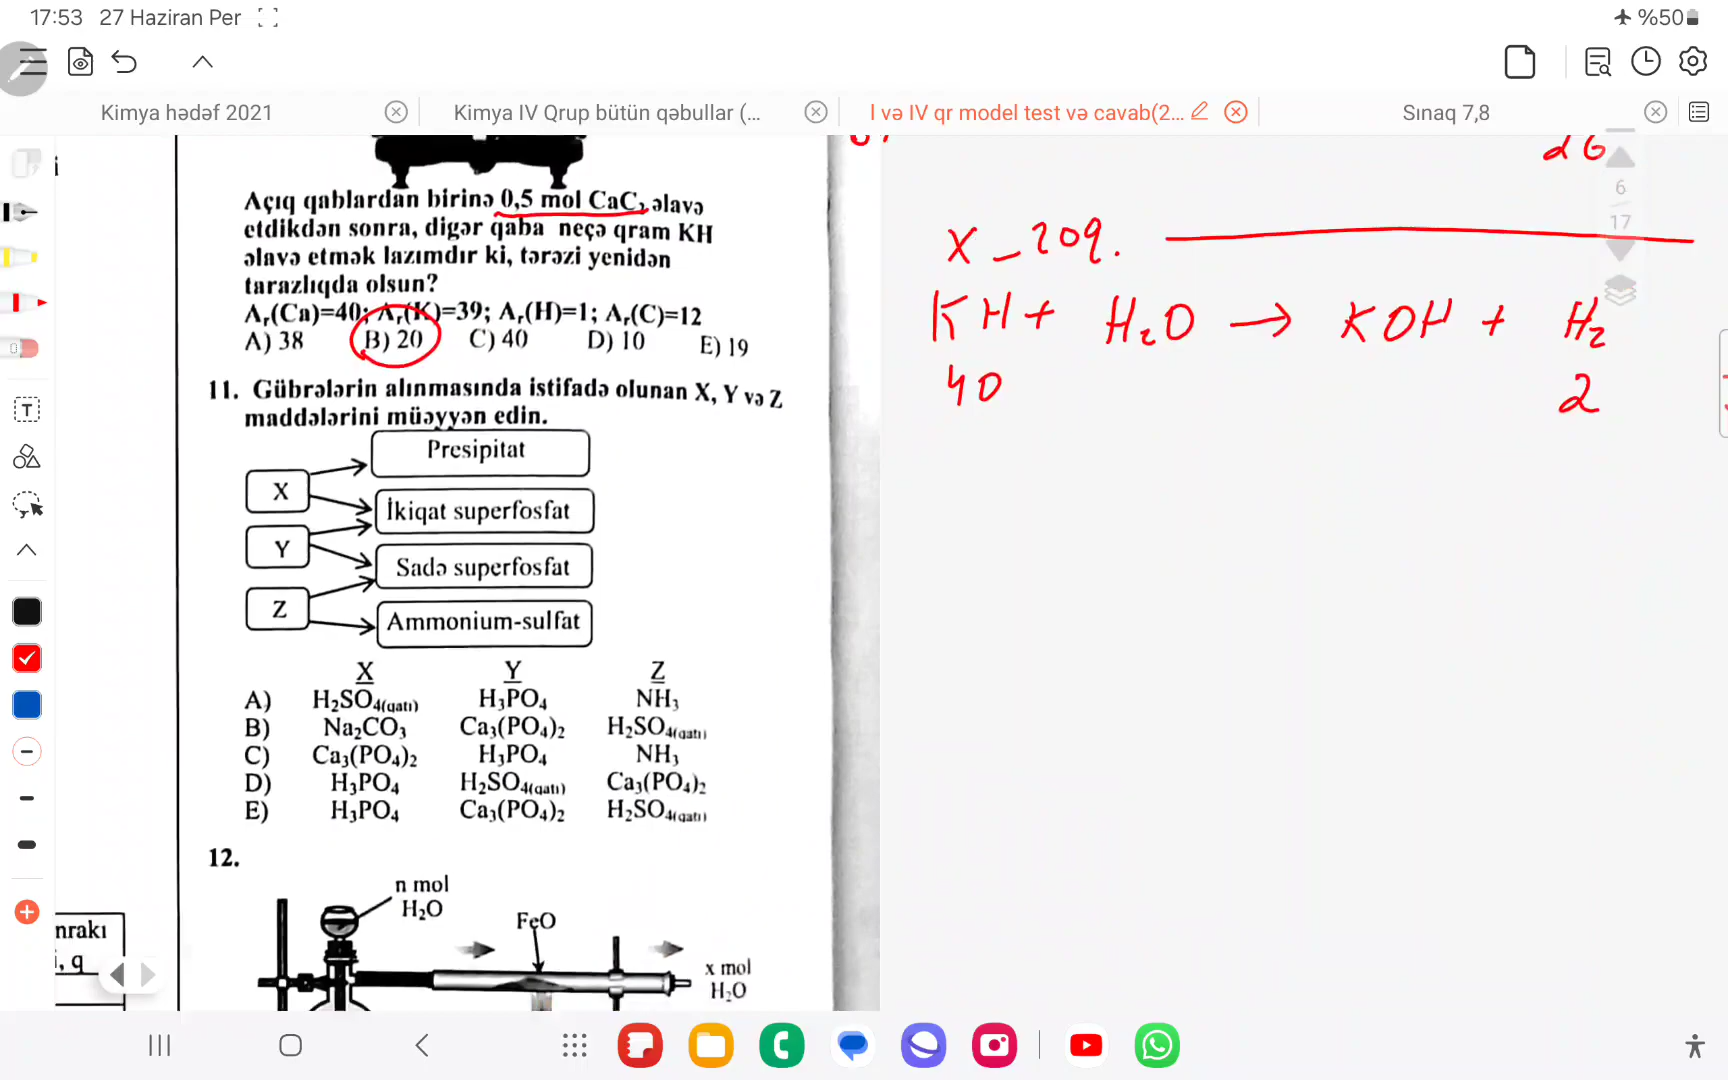 17:53 27 Haziran Per
%50
Kimya hədəf 2021
Kimya IV Qrup bütün qəbullar (...
I və IV qr model test və cavab(2...
Sınaq 7,8
6
17
26
Açıq qablardan birinə 0,5 mol CaC₂ əlavə
etdikdən sonra, digər qaba neçə qram KH
əlavə etmək lazımdır ki, tərəzi yenidən
tarazlıqda olsun?
Aᵣ(Ca)=40; Aᵣ(K)=39; Aᵣ(H)=1; Aᵣ(C)=12
A) 38 B) 20 C) 40 D) 10 E) 19
11. Gübrələrin alınmasında istifadə olunan X, Y və Z
maddələrini müəyyən edin.
Presipitat
X
İkiqat superfosfat
Y
Sadə superfosfat
Z
Ammonium-sulfat
X Y Z
A) H₂SO₄(qatı) H₃PO₄ NH₃
B) Na₂CO₃ Ca₃(PO₄)₂ H₂SO₄(qatı)
C) Ca₃(PO₄)₂ H₃PO₄ NH₃
D) H₃PO₄ H₂SO₄(qatı) Ca₃(PO₄)₂
E) H₃PO₄ Ca₃(PO₄)₂ H₂SO₄(qatı)
12.
n mol
H₂O
FeO
x mol
H₂O
nrakı
i, q
X – 20q.
KH + H₂O → KOH + H₂
40 2